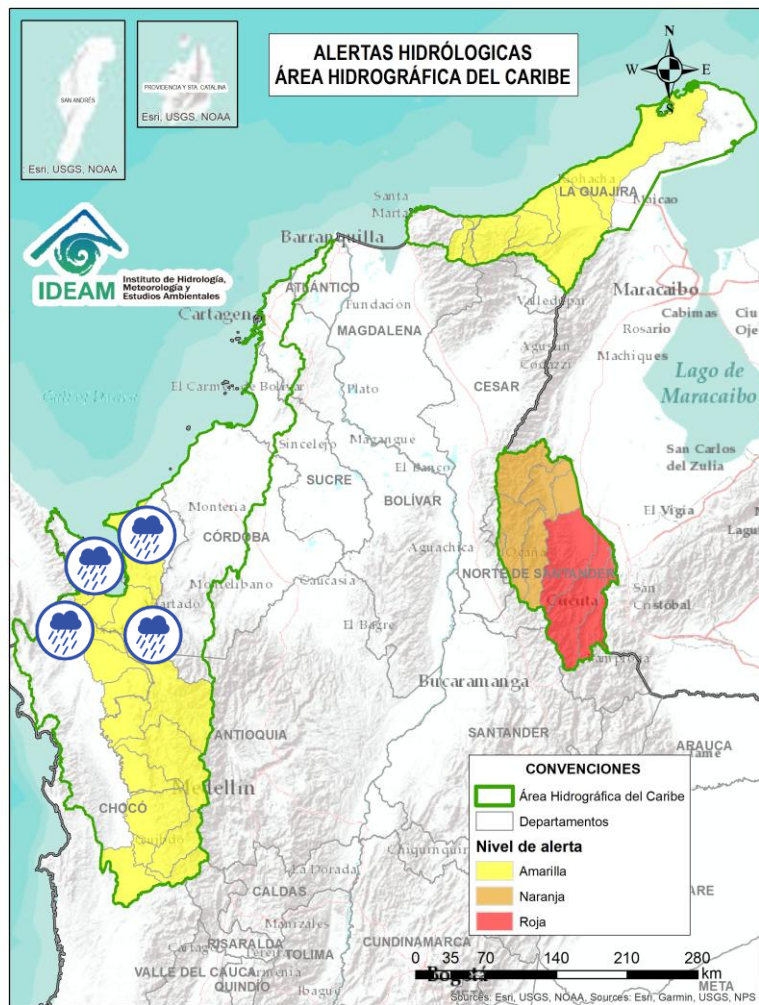 ALERTAS HIDRÓLOGICAS
ÁREA HIDROGRÁFICA DEL CARIBE
N
W
E
S
SAN ANDRÉS
Esri, USGS, NOAA
PROVIDENCIA Y STA. CATALINA
Esri, USGS, NOAA
IDEAM
Instituto de Hidrología,
Meteorología y
Estudios Ambientales
LA GUAJIRA
Maicao
Santa
Marta
Barranquilla
ATLÁNTICO
Fundación
Cartagena
MAGDALENA
Valledupar
Maracaibo
Cabimas
Rosario
Machiques
Agustín
Codazzi
CESAR
Lago de
Maracaibo
El Carmen de Bolívar
Plato
Sincelejo
Magangue
SUCRE
El Banco
BOLÍVAR
San Carlos
del Zulia
El Vigía
Montería
CÓRDOBA
Aguachica
Ocaña
NORTE DE SANTANDER
Montelibano
Caucasia
Cúcuta
San
Cristóbal
El Bagre
Pamplona
Bucaramanga
ANTIOQUIA
SANTANDER
ARAUCA
Medellín
CHOCÓ
Quibdó
La Dorada
CALDAS
Manizales
RISARALDA
TOLIMA
CUNDINAMARCA
VALLE DEL CAUCA
Armenia
QUINDÍO
Ibagué
Bogotá
META
CONVENCIONES
Área Hidrográfica del Caribe
Departamentos
Nivel de alerta
Amarilla
Naranja
Roja
0 35 70 140 210 280
km
Sources: Esri, USGS, NOAA, Sources: Esri, Garmin, USGS, NPS